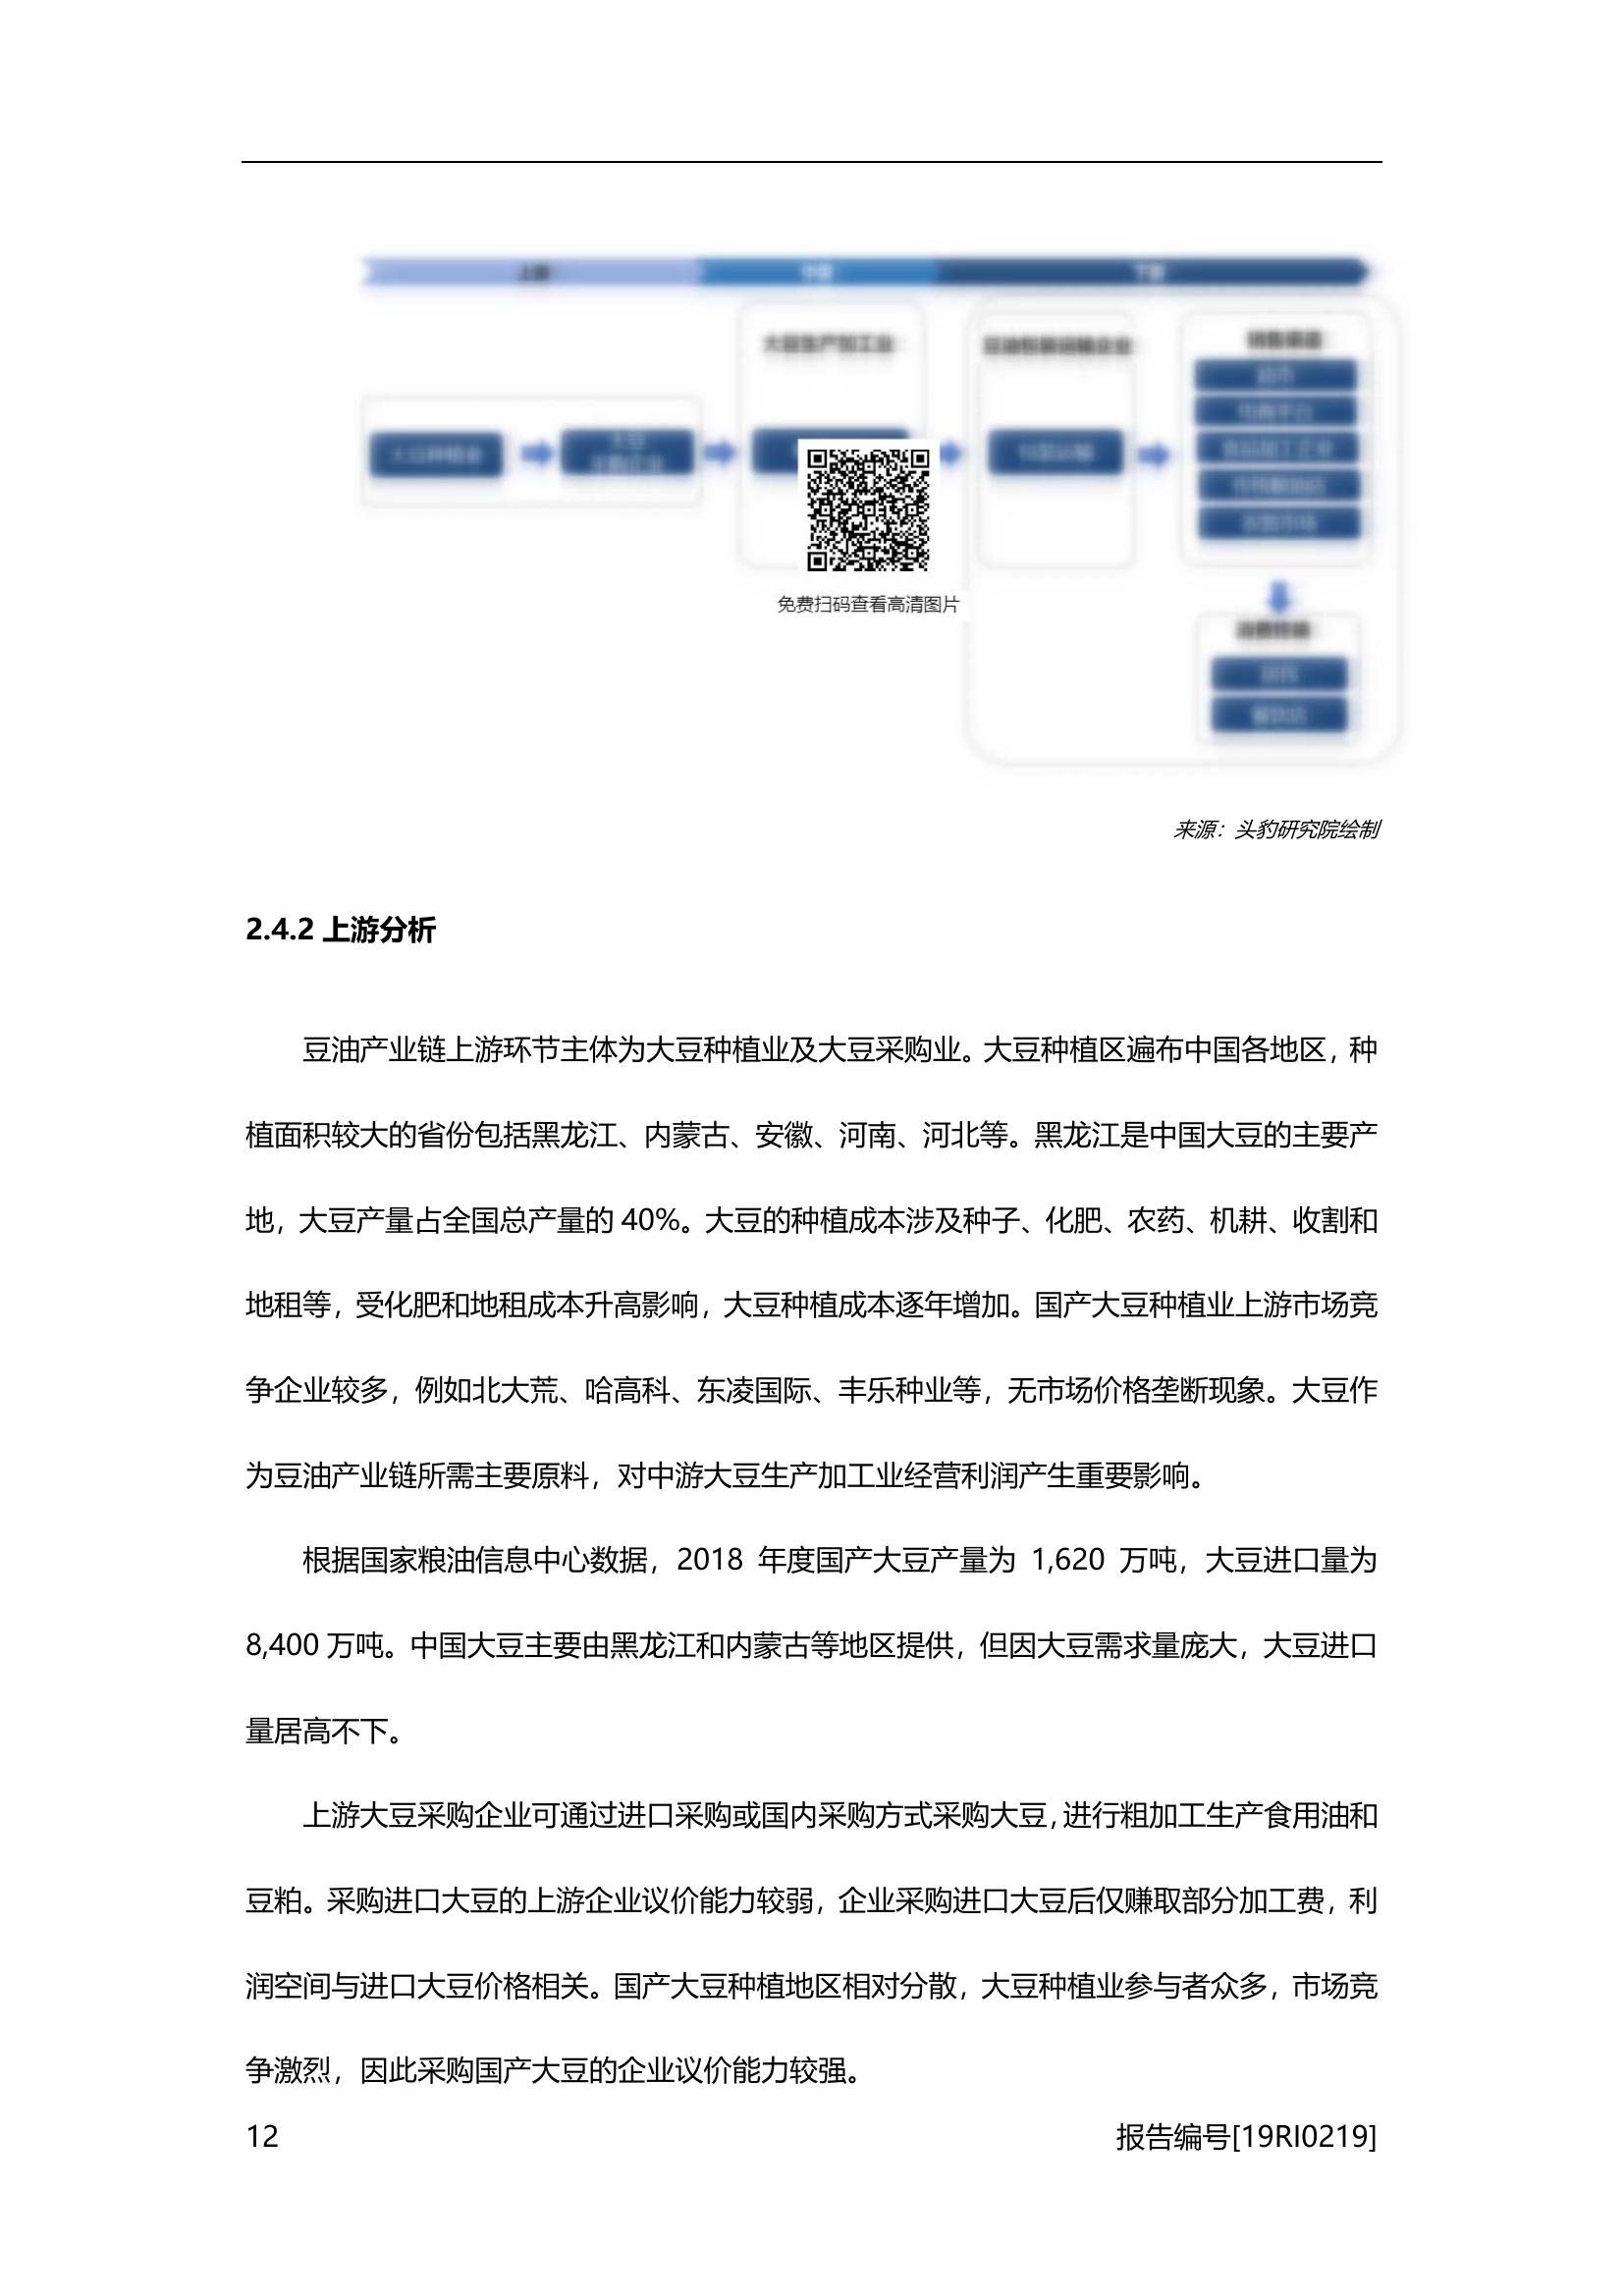 大豆生产加工业
免费扫码查看高清图片
来源：头豹研究院绘制
2.4.2 上游分析
豆油产业链上游环节主体为大豆种植业及大豆采购业。大豆种植区遍布中国各地区，种
植面积较大的省份包括黑龙江、内蒙古、安徽、河南、河北等。黑龙江是中国大豆的主要产
地，大豆产量占全国总产量的 40%。大豆的种植成本涉及种子、化肥、农药、机耕、收割和
地租等，受化肥和地租成本升高影响，大豆种植成本逐年增加。国产大豆种植业上游市场竞
争企业较多，例如北大荒、哈高科、东凌国际、丰乐种业等，无市场价格垄断现象。大豆作
为豆油产业链所需主要原料，对中游大豆生产加工业经营利润产生重要影响。
根据国家粮油信息中心数据，2018 年度国产大豆产量为 1,620 万吨，大豆进口量为
8,400 万吨。中国大豆主要由黑龙江和内蒙古等地区提供，但因大豆需求量庞大，大豆进口
量居高不下。
上游大豆采购企业可通过进口采购或国内采购方式采购大豆，进行粗加工生产食用油和
豆粕。采购进口大豆的上游企业议价能力较弱，企业采购进口大豆后仅赚取部分加工费，利
润空间与进口大豆价格相关。国产大豆种植地区相对分散，大豆种植业参与者众多，市场竞
争激烈，因此采购国产大豆的企业议价能力较强。
12 报告编号[19RI0219]